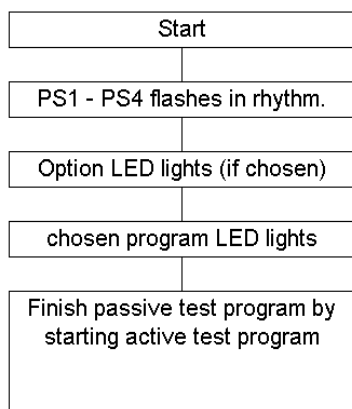 Start
PS1 - PS4 flashes in rhythm.
Option LED lights (if chosen)
chosen program LED lights
Finish passive test program by
starting active test program